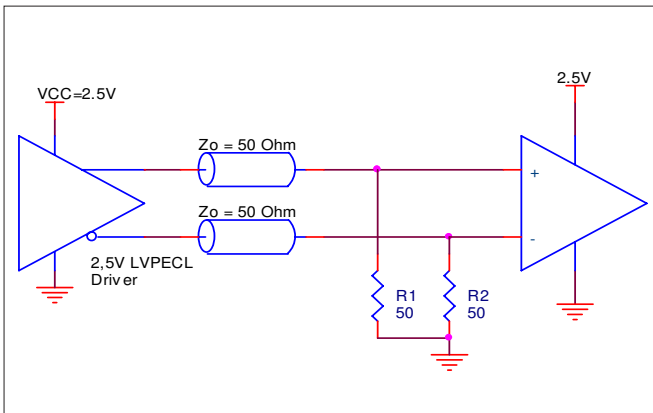 VCC=2.5V
2.5V
Zo = 50 Ohm
+
Zo = 50 Ohm
-
2,5V LVPECL
Driver
R1
50
R2
50